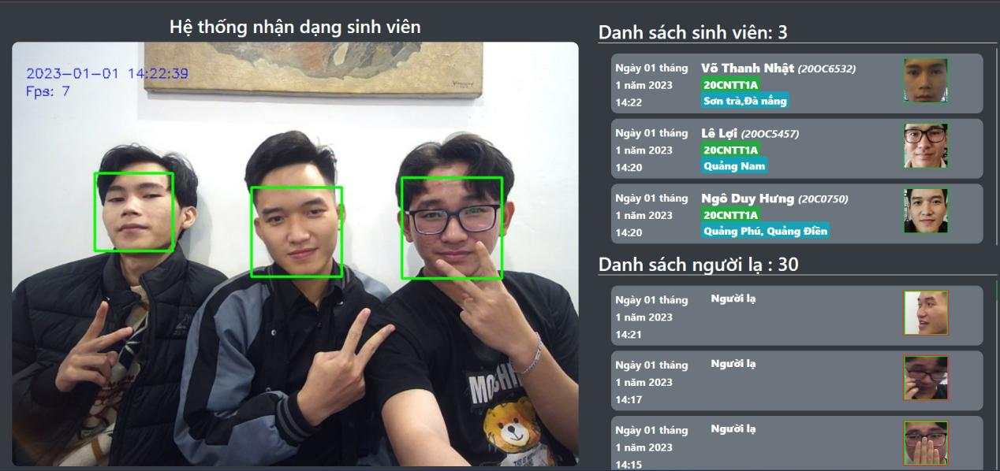 Hệ thống nhận dạng sinh viên
2023-01-01 14:22:39
Fps: 7
Danh sách sinh viên: 3
Ngày 01 tháng
1 năm 2023
14:22
Võ Thanh Nhật (20OC6532)
20CNTT1A
Sơn trà,Đà nẳng
Ngày 01 tháng
1 năm 2023
14:20
Lê Lợi (20OC5457)
20CNTT1A
Quảng Nam
Ngày 01 tháng
1 năm 2023
14:20
Ngô Duy Hưng (20C0750)
20CNTT1A
Quảng Phú, Quảng Điền
Danh sách người lạ : 30
Ngày 01 tháng
1 năm 2023
14:21
Người lạ
Ngày 01 tháng
1 năm 2023
14:17
Người lạ
Ngày 01 tháng
1 năm 2023
14:15
Người lạ